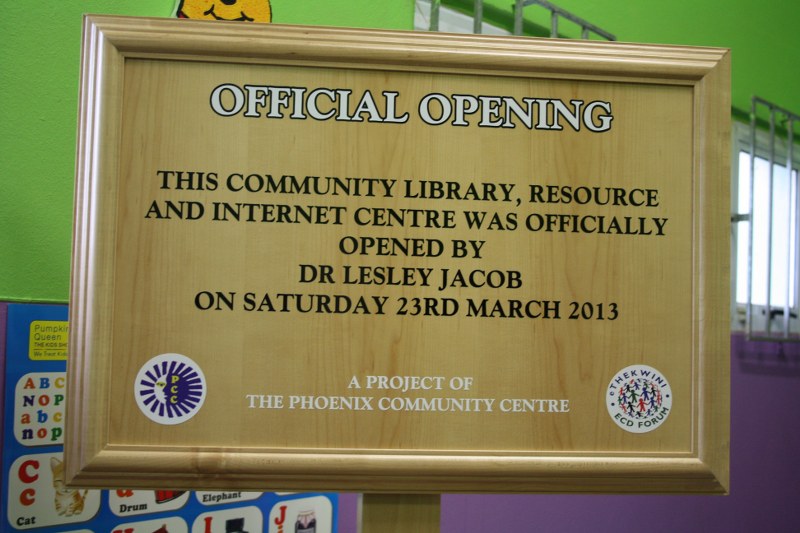 OFFICIAL OPENING
THIS COMMUNITY LIBRARY, RESOURCE
AND INTERNET CENTRE WAS OFFICIALLY
OPENED BY
DR LESLEY JACOB
ON SATURDAY 23RD MARCH 2013
A PROJECT OF
THE PHOENIX COMMUNITY CENTRE
PCC
eTHEKWINI
ECD FORUM
Pumpkin
Queen
ABC
NOP
abc
nop
C
c
Cat
Drum
Elephant
J